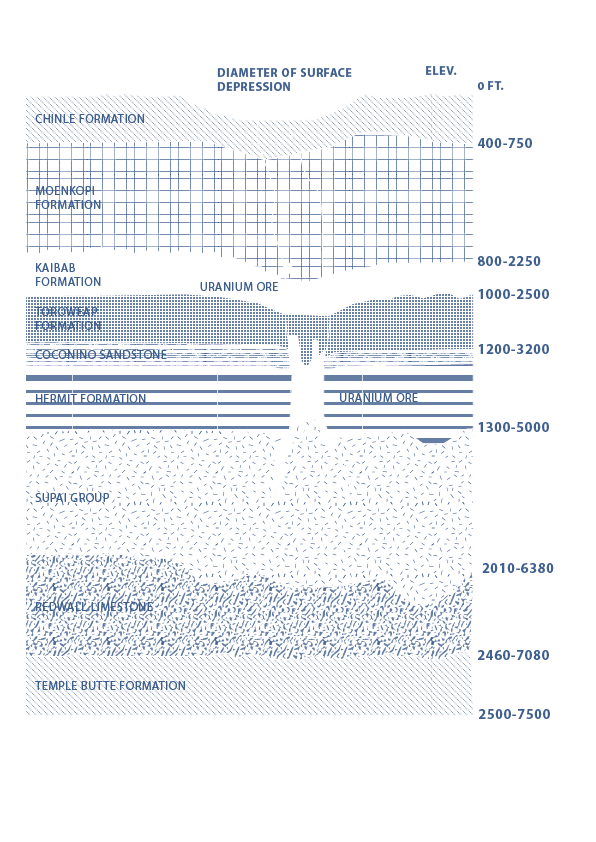 DIAMETER OF SURFACE
DEPRESSION
ELEV.
0 FT.
CHINLE FORMATION
400-750
MOENKOPI
FORMATION
800-2250
KAIBAB
FORMATION
URANIUM ORE
1000-2500
TOROWEAP
FORMATION
1200-3200
COCONINO SANDSTONE
HERMIT FORMATION
URANIUM ORE
1300-5000
SUPAI GROUP
2010-6380
REDWALL LIMESTONE
2460-7080
TEMPLE BUTTE FORMATION
2500-7500